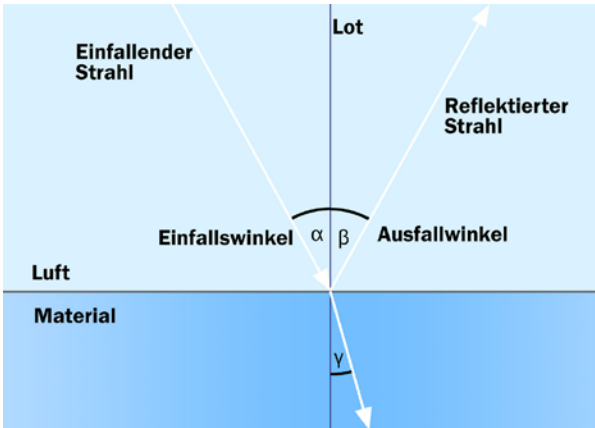 Lot
Einfallender
Strahl
Reflektierter
Strahl
Einfallswinkel
α
β
Ausfallwinkel
Luft
Material
γ